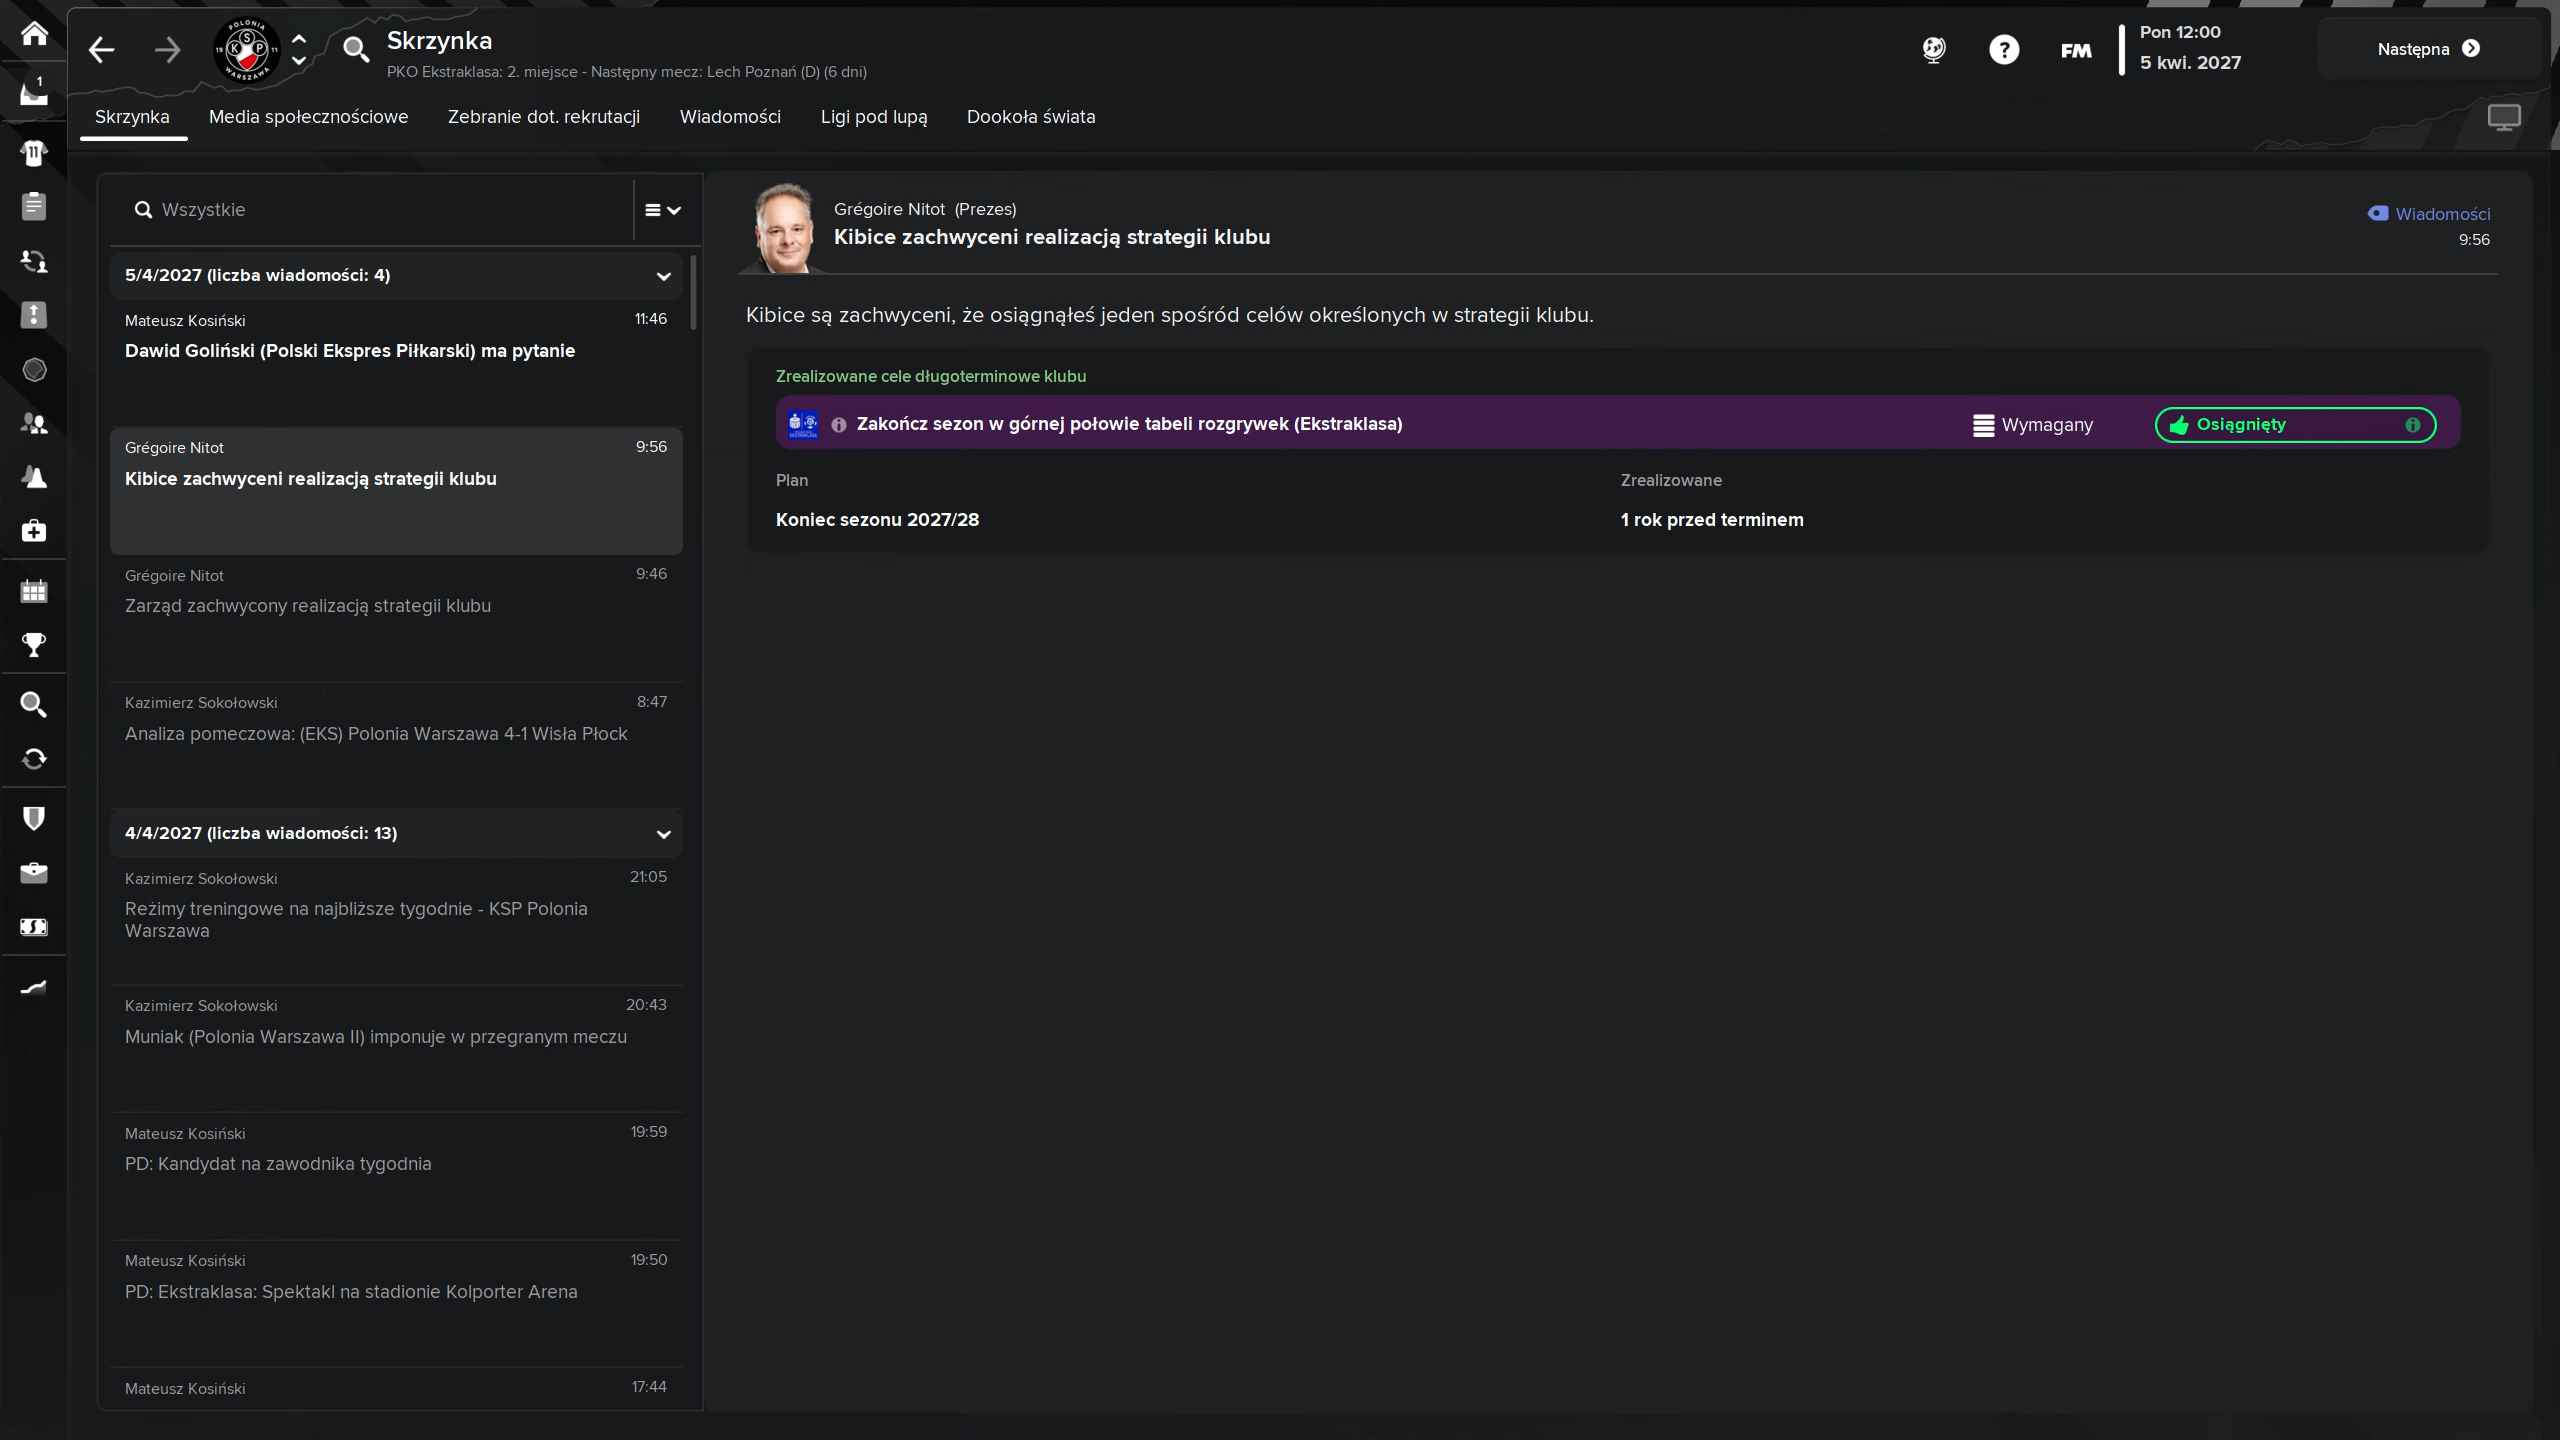 Skrzynka
PKO Ekstraklasa: 2. miejsce - Następny mecz: Lech Poznań (D) (6 dni)
FM
Pon 12:00
5 kwi. 2027
Następna
1
POLONIA
19 KSP 11
WARSZAWA
Skrzynka
Media społecznościowe
Zebranie dot. rekrutacji
Wiadomości
Ligi pod lupą
Dookoła świata
11
Wszystkie
5/4/2027 (liczba wiadomości: 4)
Mateusz Kosiński 11:46
Dawid Goliński (Polski Ekspres Piłkarski) ma pytanie
Grégoire Nitot 9:56
Kibice zachwyceni realizacją strategii klubu
Grégoire Nitot 9:46
Zarząd zachwycony realizacją strategii klubu
Kazimierz Sokołowski 8:47
Analiza pomeczowa: (EKS) Polonia Warszawa 4-1 Wisła Płock
4/4/2027 (liczba wiadomości: 13)
Kazimierz Sokołowski 21:05
Reżimy treningowe na najbliższe tygodnie - KSP Polonia
Warszawa
Kazimierz Sokołowski 20:43
Muniak (Polonia Warszawa II) imponuje w przegranym meczu
Mateusz Kosiński 19:59
PD: Kandydat na zawodnika tygodnia
Mateusz Kosiński 19:50
PD: Ekstraklasa: Spektakl na stadionie Kolporter Arena
Mateusz Kosiński 17:44
Grégoire Nitot (Prezes)
Kibice zachwyceni realizacją strategii klubu
Wiadomości
9:56
Kibice są zachwyceni, że osiągnąłeś jeden spośród celów określonych w strategii klubu.
Zrealizowane cele długoterminowe klubu
Zakończ sezon w górnej połowie tabeli rozgrywek (Ekstraklasa)
Wymagany
Osiągnięty
Plan
Zrealizowane
Koniec sezonu 2027/28
1 rok przed terminem